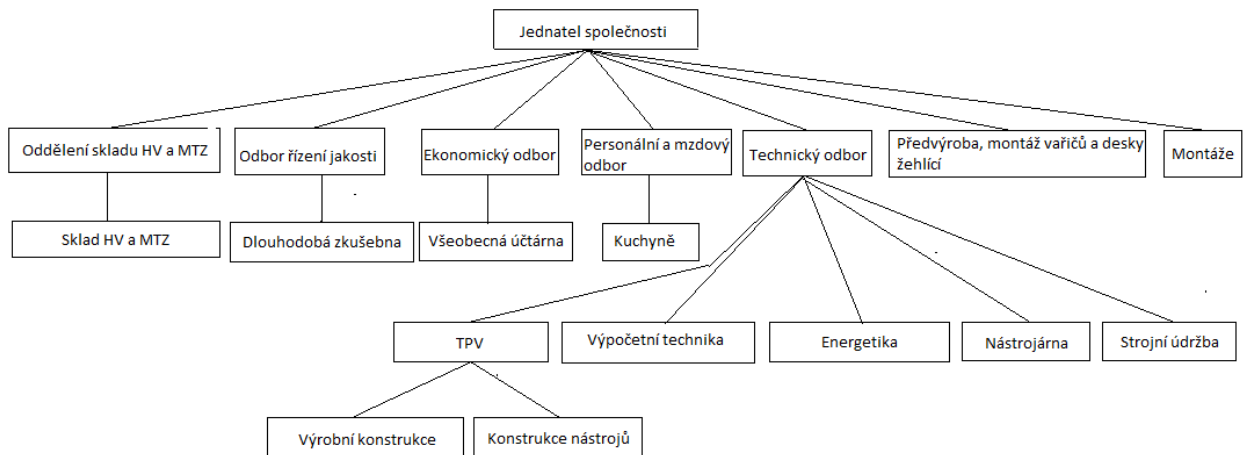 Jednatel společnosti
Oddělení skladu HV a MTZ
Odbor řízení jakosti
Ekonomický odbor
Personální a mzdový
odbor
Technický odbor
Předvýroba, montáž vařičů a desky
žehlící
Montáže
Sklad HV a MTZ
Dlouhodobá zkušebna
Všeobecná účtárna
Kuchyně
TPV
Výpočetní technika
Energetika
Nástrojárna
Strojní údržba
Výrobní konstrukce
Konstrukce nástrojů